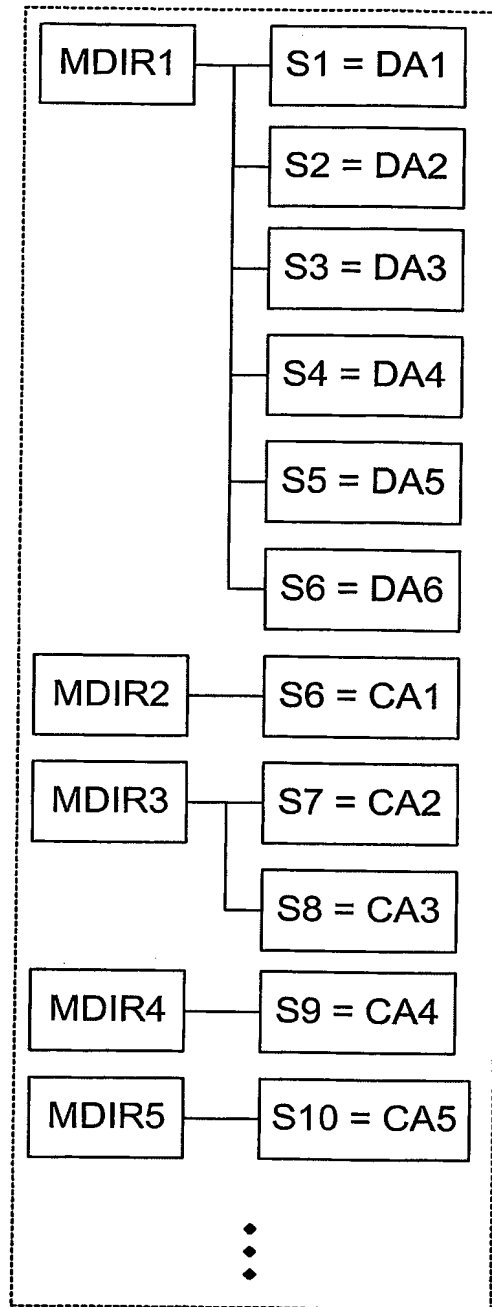 MDIR1
S1 = DA1
S2 = DA2
S3 = DA3
S4 = DA4
S5 = DA5
S6 = DA6
MDIR2
S6 = CA1
MDIR3
S7 = CA2
S8 = CA3
MDIR4
S9 = CA4
MDIR5
S10 = CA5